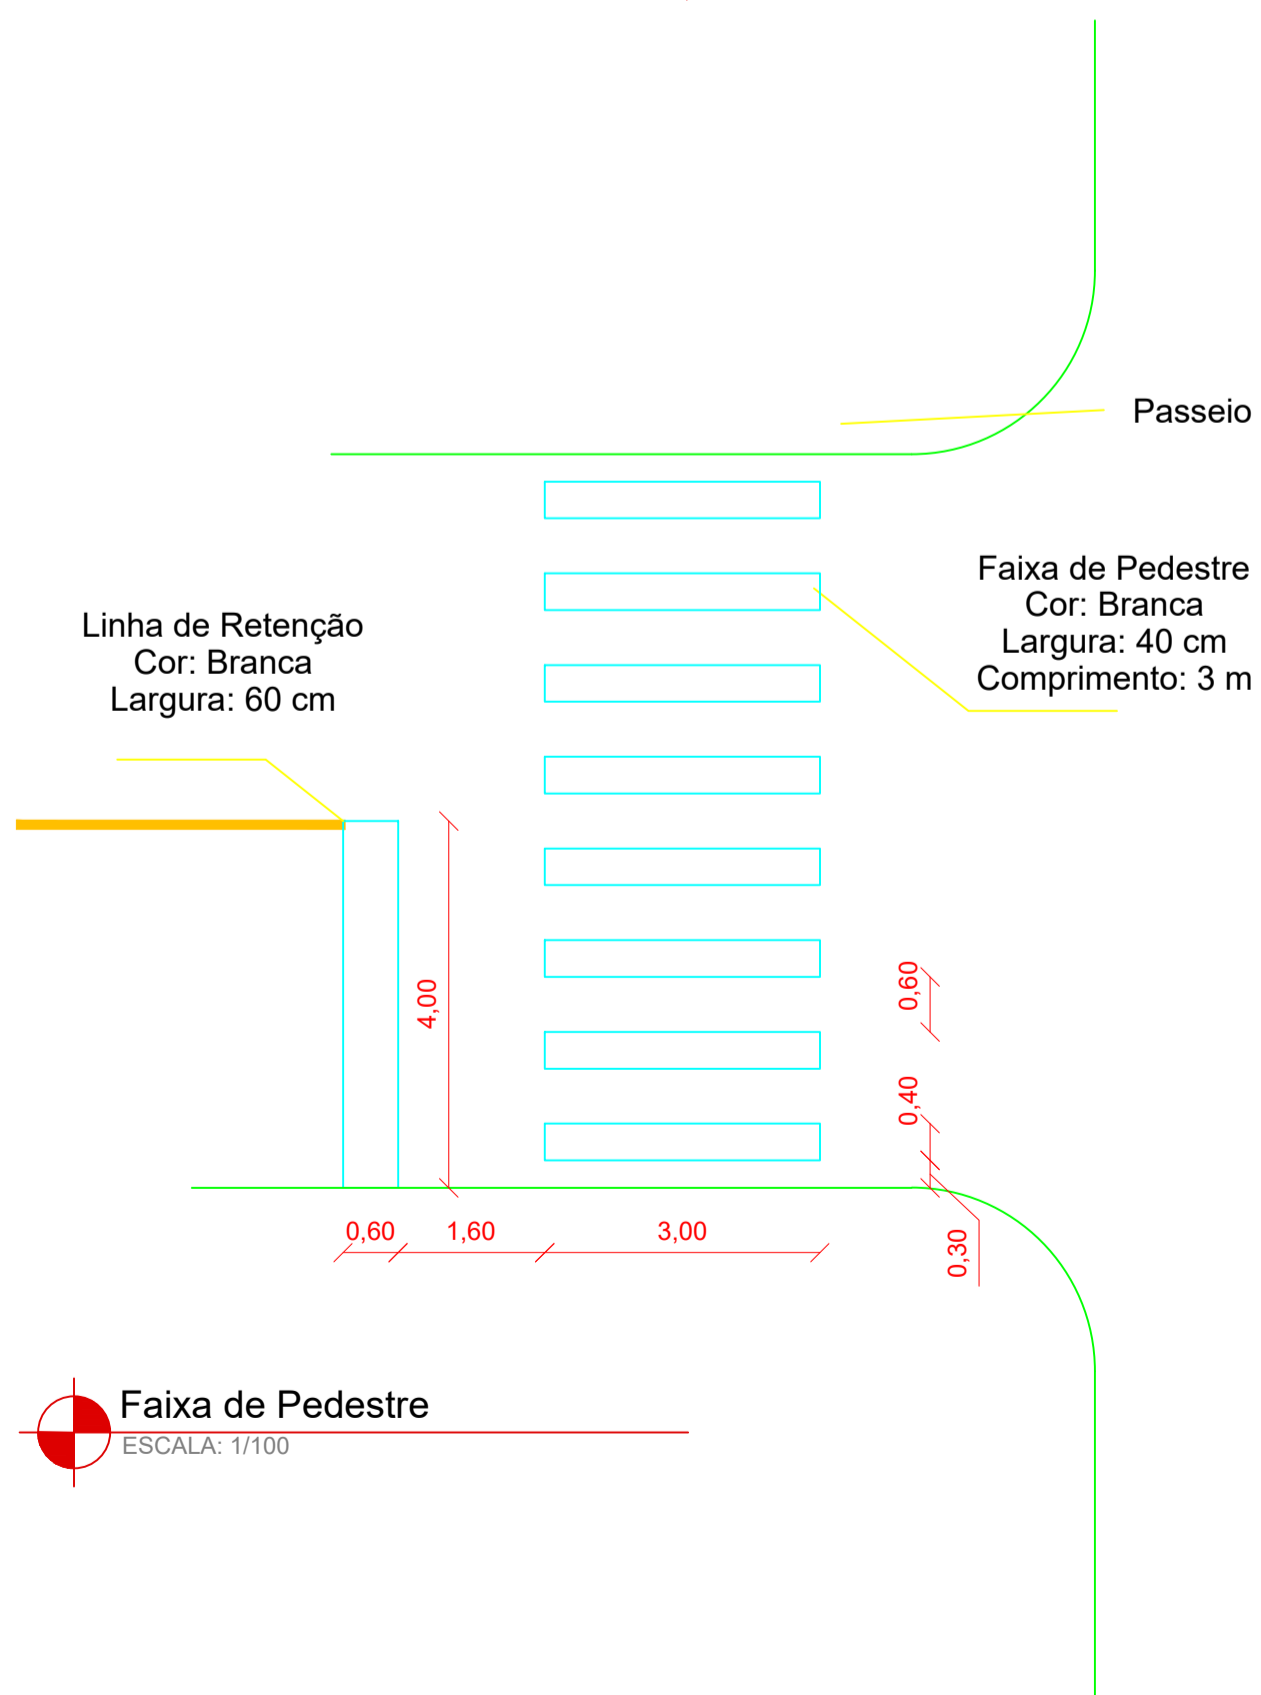 Passeio
Faixa de Pedestre
Cor: Branca
Largura: 40 cm
Comprimento: 3 m
Linha de Retenção
Cor: Branca
Largura: 60 cm
4,00
0,60
0,40
0,30
0,60
1,60
3,00
Faixa de Pedestre
ESCALA: 1/100